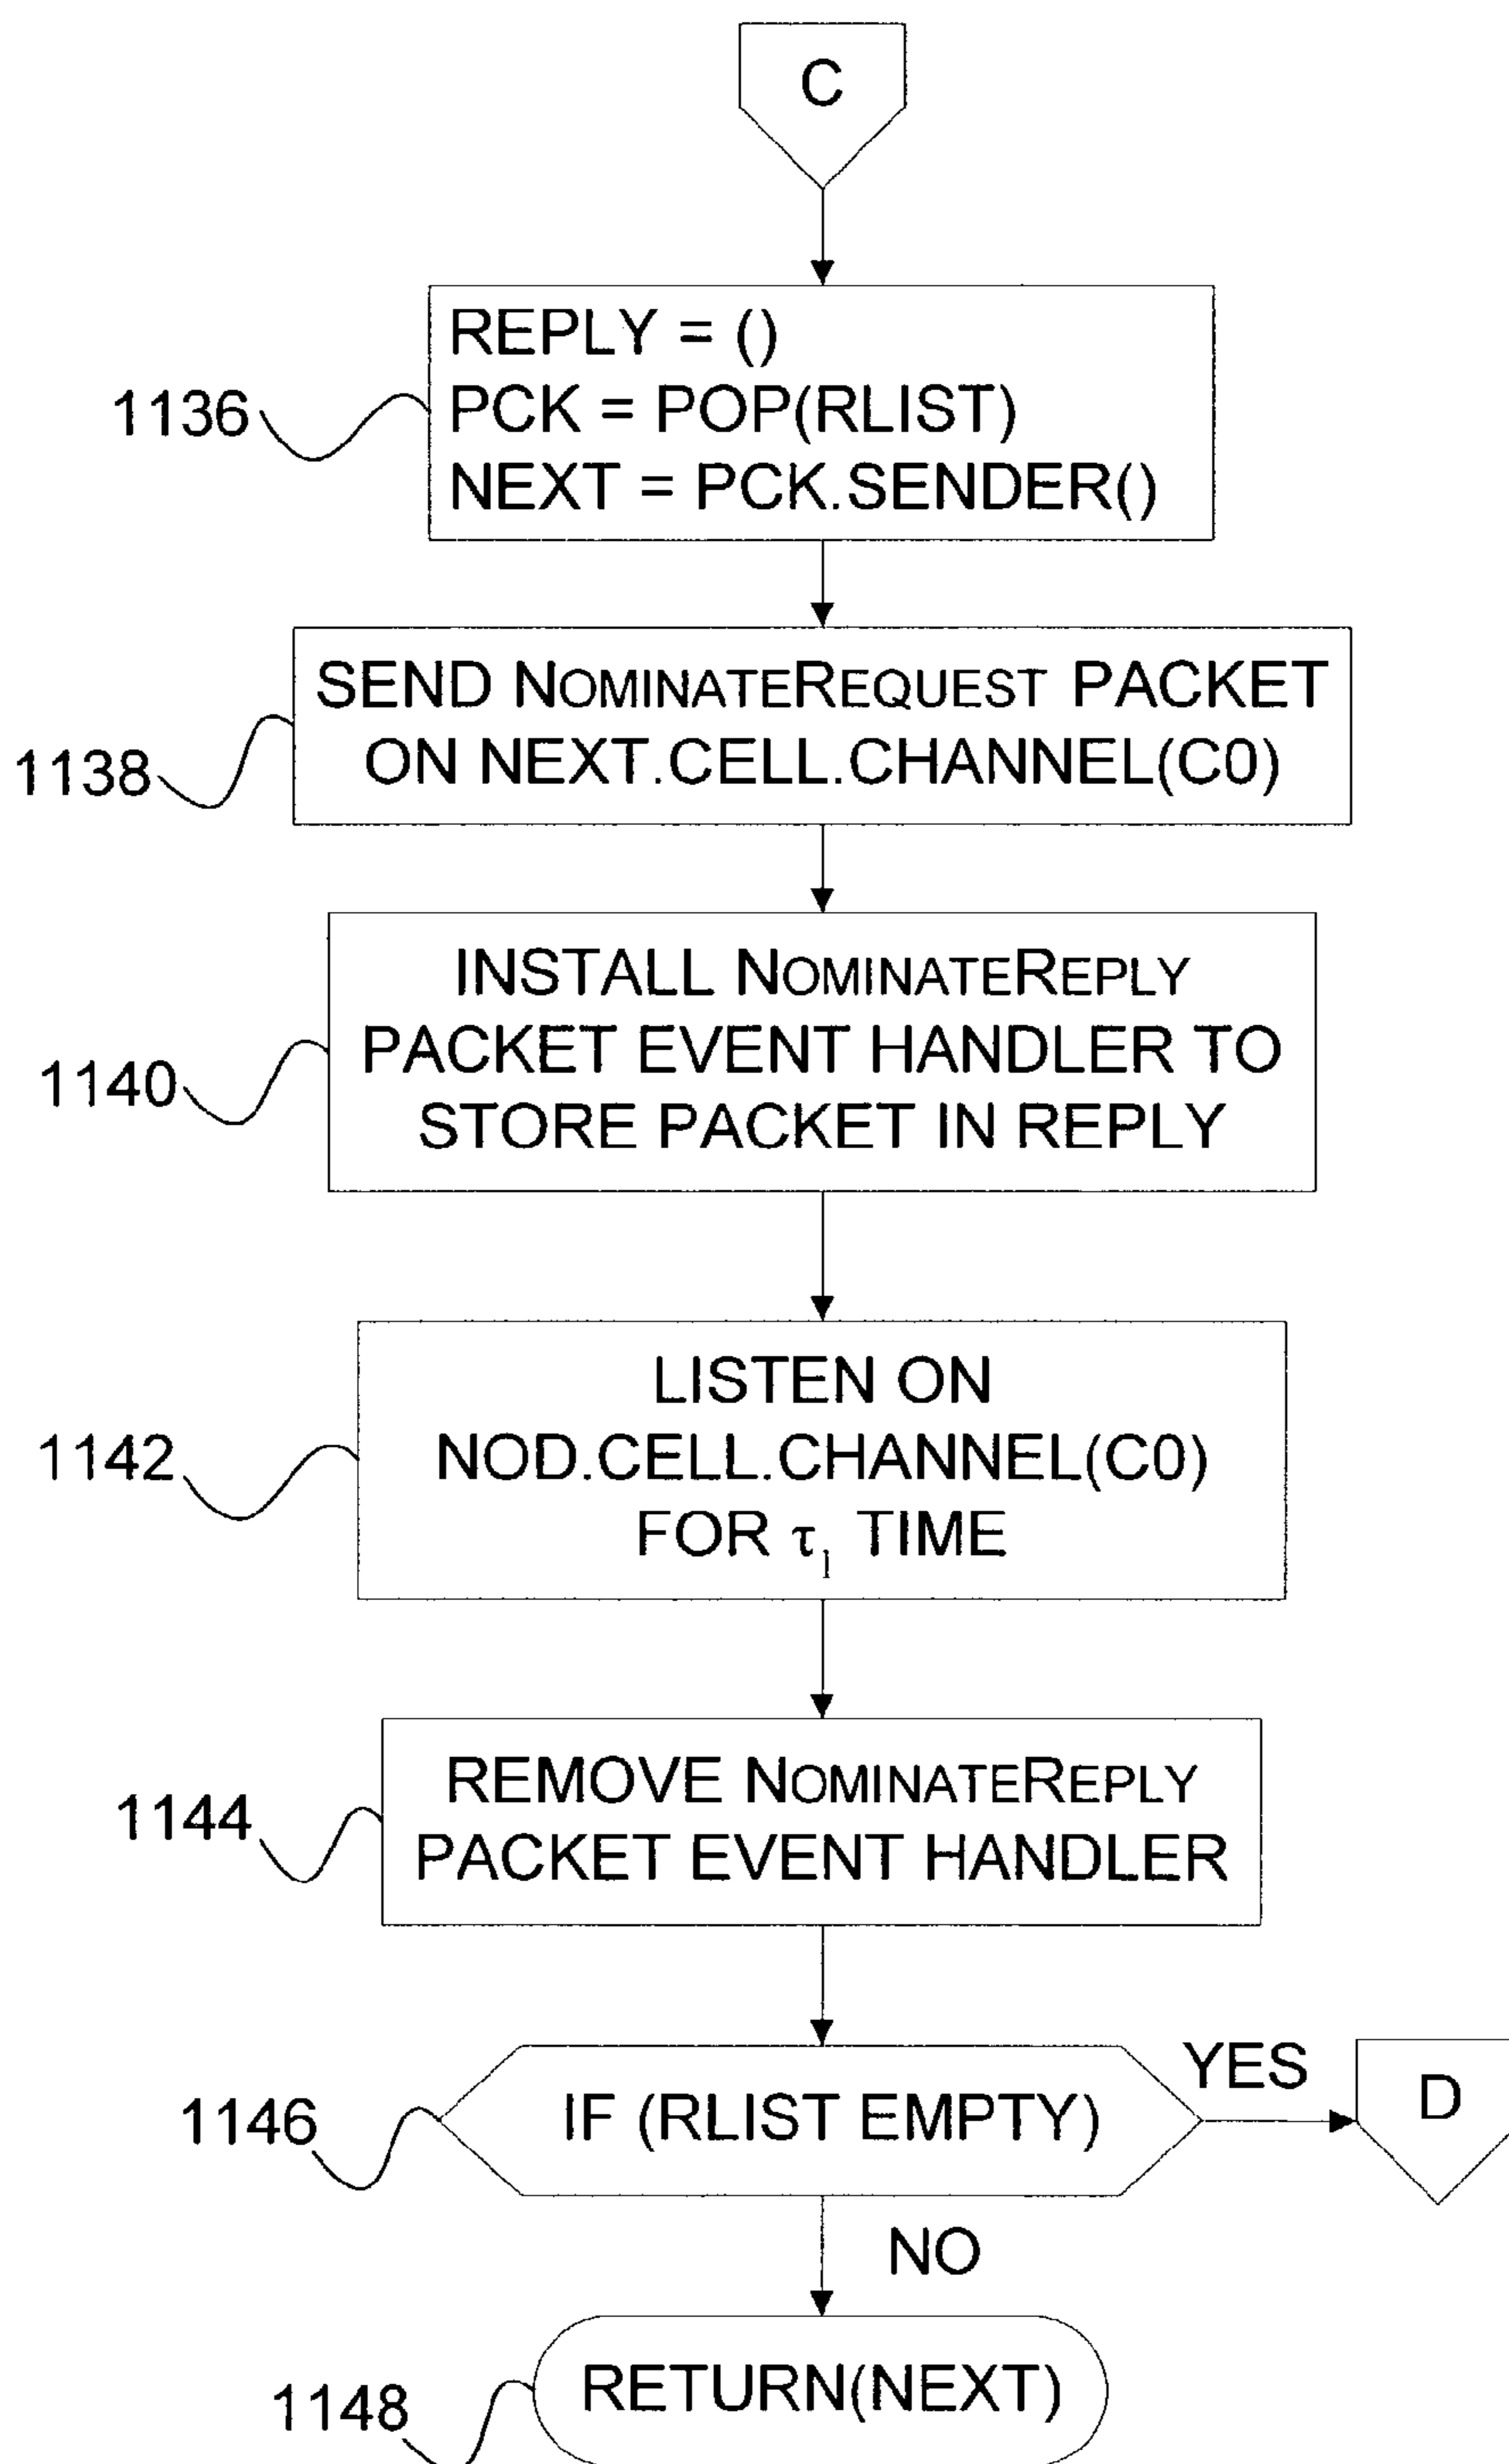 C
1136
REPLY = ()
PCK = POP(RLIST)
NEXT = PCK.SENDER()
1138
SEND NOMINATEREQUEST PACKET
ON NEXT.CELL.CHANNEL(C0)
1140
INSTALL NOMINATEREPLY
PACKET EVENT HANDLER TO
STORE PACKET IN REPLY
1142
LISTEN ON
NOD.CELL.CHANNEL(C0)
FOR τj TIME
1144
REMOVE NOMINATEREPLY
PACKET EVENT HANDLER
1146
IF (RLIST EMPTY)
YES
D
NO
1148
RETURN(NEXT)